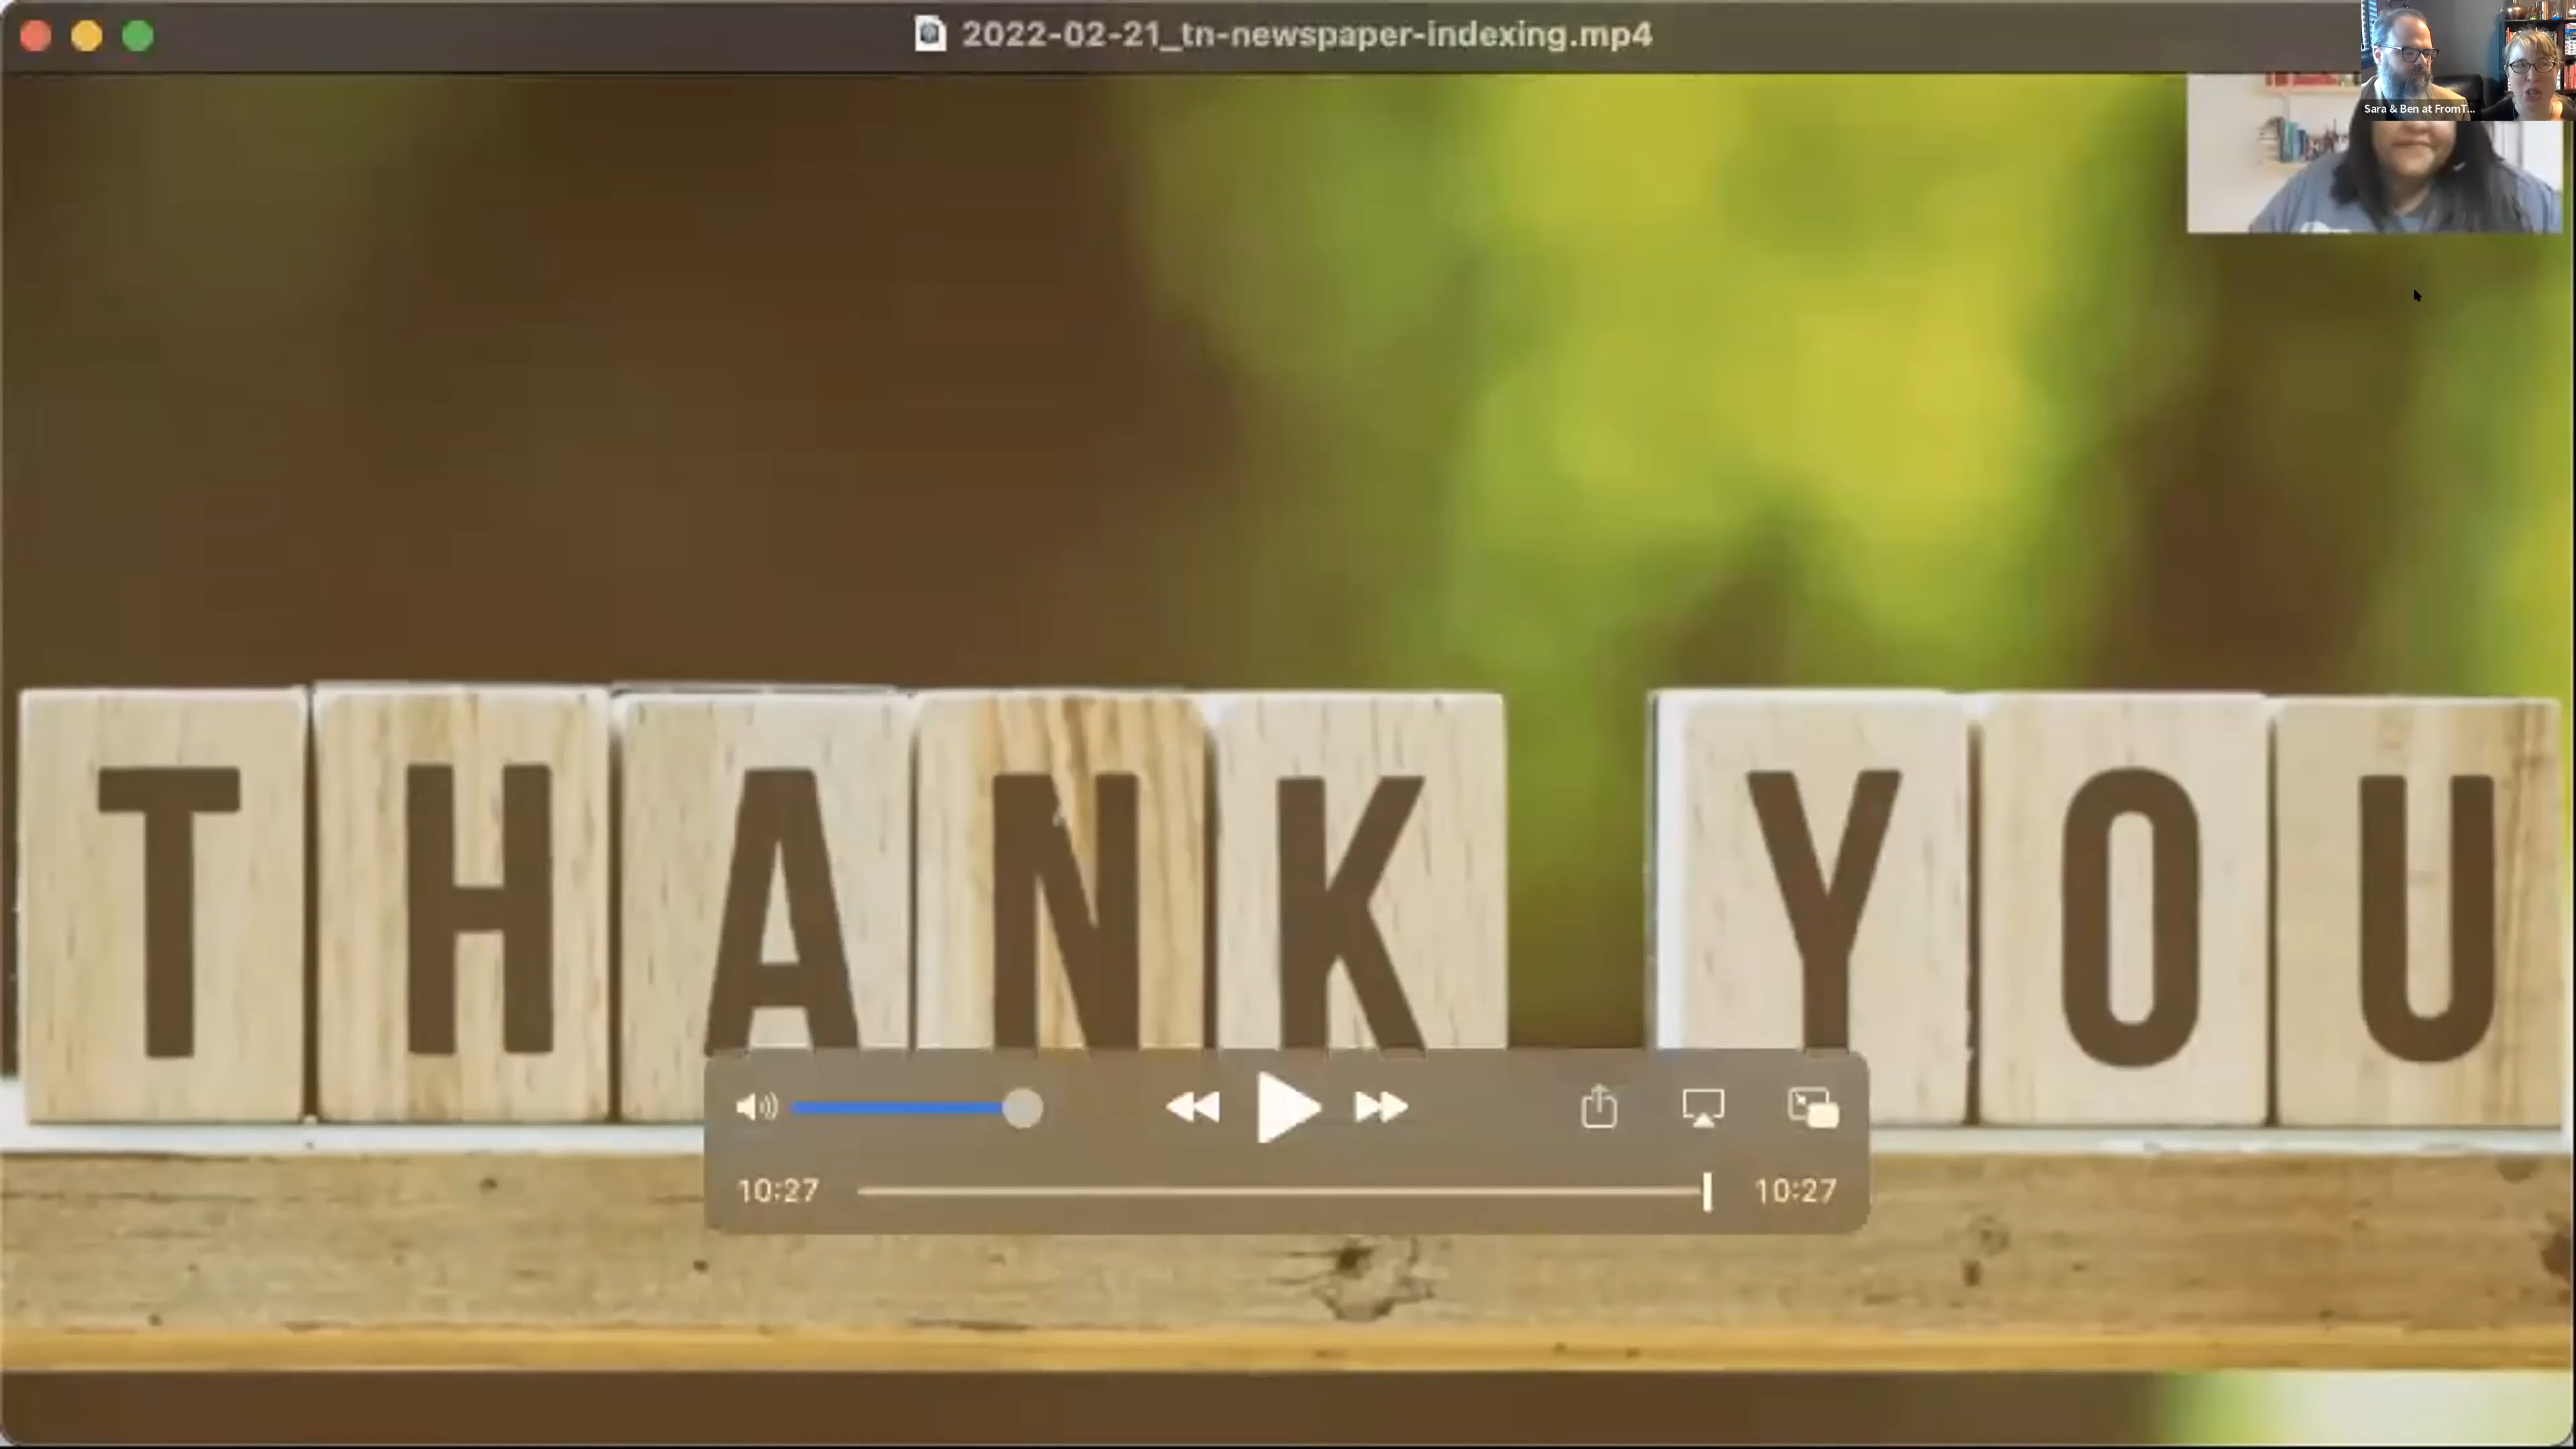 2022-02-21_tn-newspaper-indexing.mp4
Sara & Ben at FromT...
THANK YOU
10:27
10:27